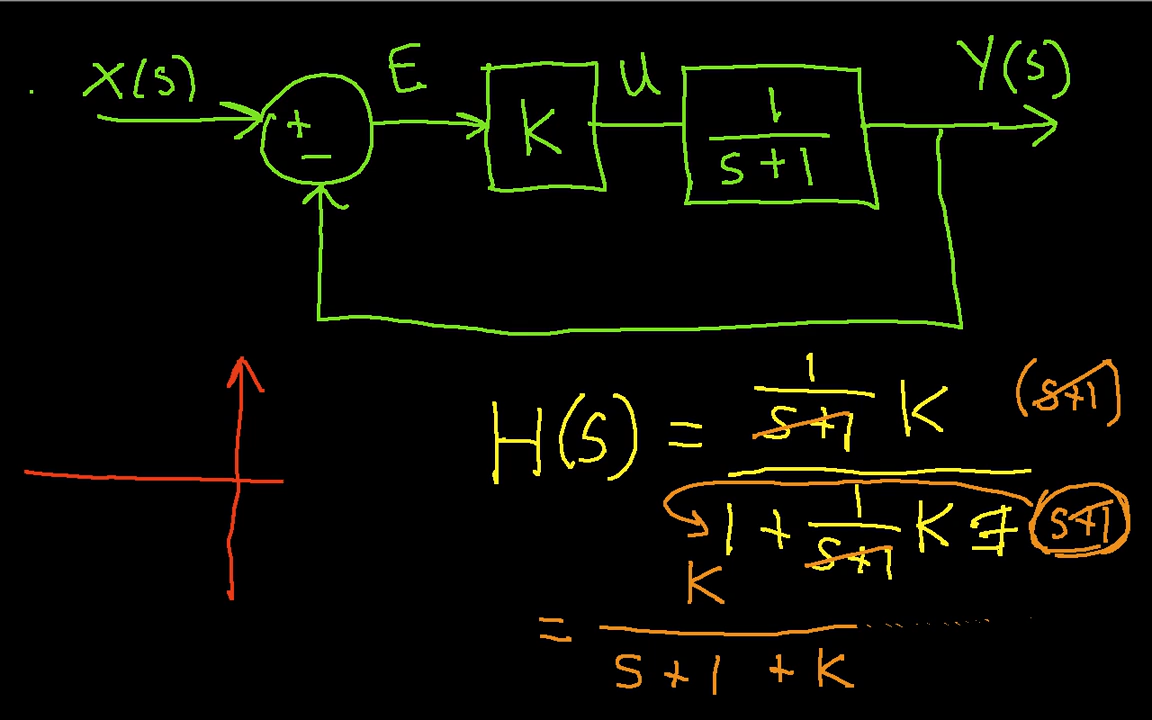 X(s) + − E K U 1/(s+1) Y(s)
H(s) = (1/(s+1) K (s+1)) / (1 + 1/(s+1) K (s+1))
= K / (s+1 +K)